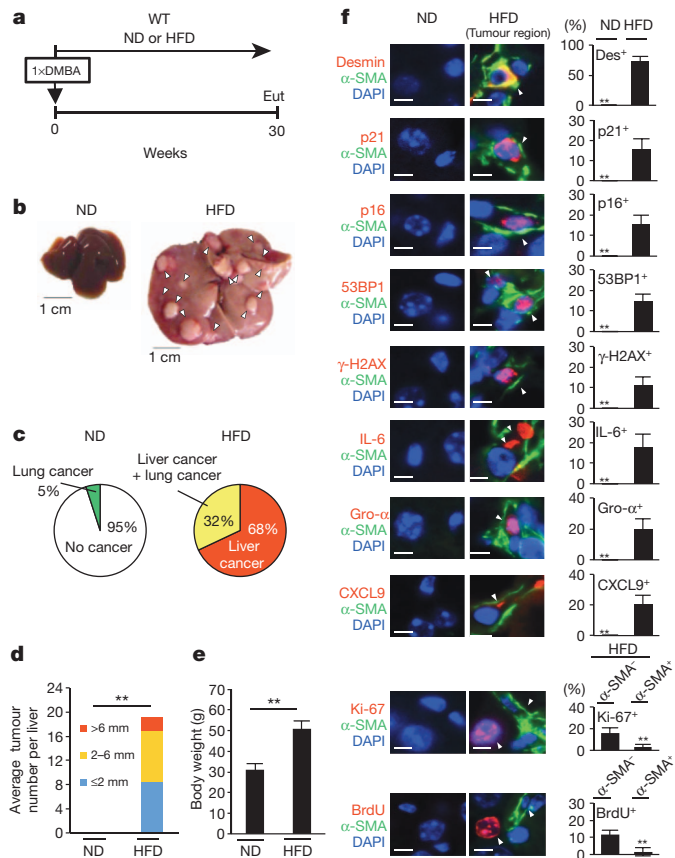 a
WT
ND or HFD
1×DMBA
Eut
0
30
Weeks
b
ND
HFD
1 cm
1 cm
c
ND
HFD
Lung cancer
5%
95%
No cancer
Liver cancer
+ lung cancer
32%
68%
Liver
cancer
d
Average tumour
number per liver
24
20
16
12
8
4
0
**
>6 mm
2–6 mm
≤2 mm
ND
HFD
e
Body weight (g)
60
50
40
30
20
10
0
**
ND
HFD
f
ND
HFD
(Tumour region)
(%)
ND
HFD
Desmin
α-SMA
DAPI
100
50
0
Des⁺
**
p21
α-SMA
DAPI
30
20
10
0
p21⁺
**
p16
α-SMA
DAPI
30
20
10
0
p16⁺
**
53BP1
α-SMA
DAPI
30
20
10
0
53BP1⁺
**
γ-H2AX
α-SMA
DAPI
30
20
10
0
γ-H2AX⁺
**
IL-6
α-SMA
DAPI
30
20
10
0
IL-6⁺
**
Gro-α
α-SMA
DAPI
40
20
0
Gro-α⁺
**
CXCL9
α-SMA
DAPI
40
20
0
CXCL9⁺
**
HFD
α-SMA⁻
α-SMA⁺
(%)
Ki-67
α-SMA
DAPI
40
20
0
Ki-67⁺
**
α-SMA⁻
α-SMA⁺
BrdU
α-SMA
DAPI
30
20
10
0
BrdU⁺
**